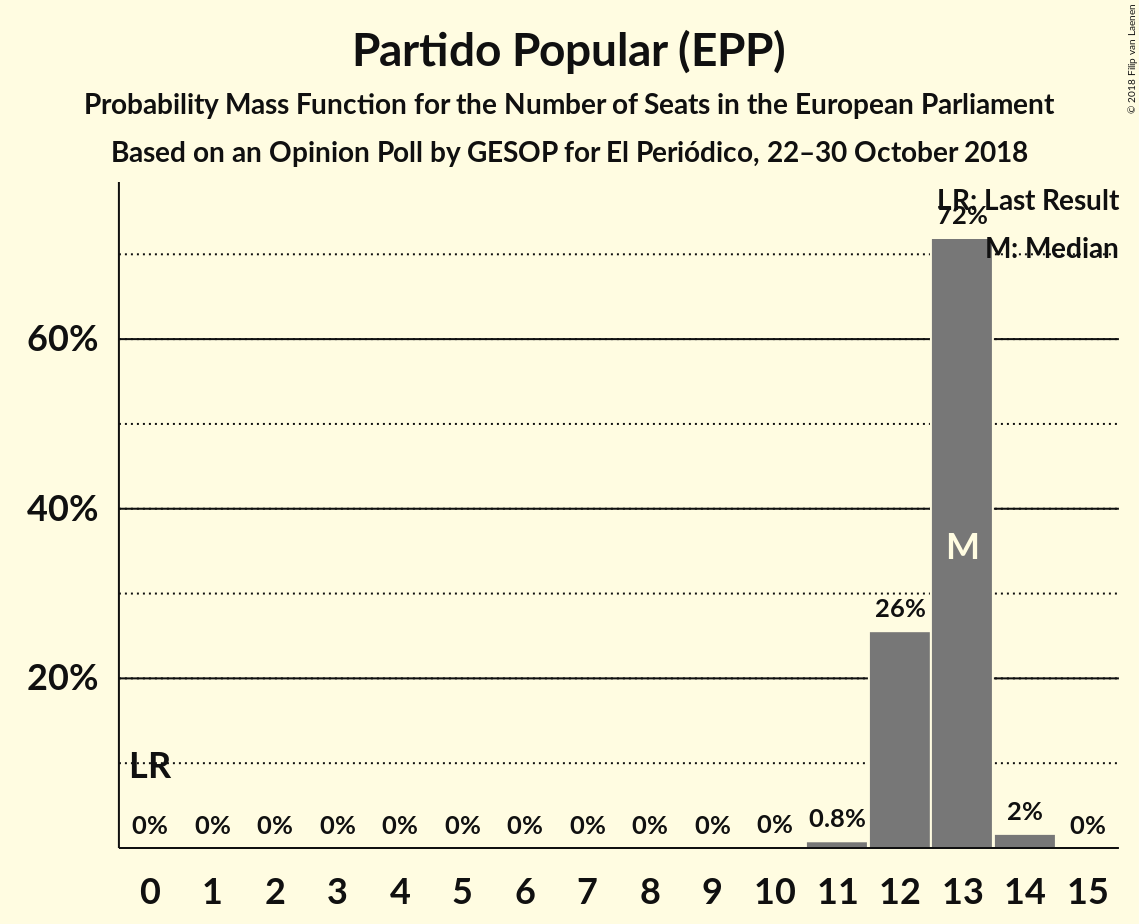 Partido Popular (EPP)
Probability Mass Function for the Number of Seats in the European Parliament
Based on an Opinion Poll by GESOP for El Periódico, 22–30 October 2018
© 2018 Filip van Laenen
LR: Last Result
72%
M: Median
60%
40%
M
26%
20%
LR
0% 0% 0% 0% 0% 0% 0% 0% 0% 0% 0% 0.8% 2% 0%
0 1 2 3 4 5 6 7 8 9 10 11 12 13 14 15